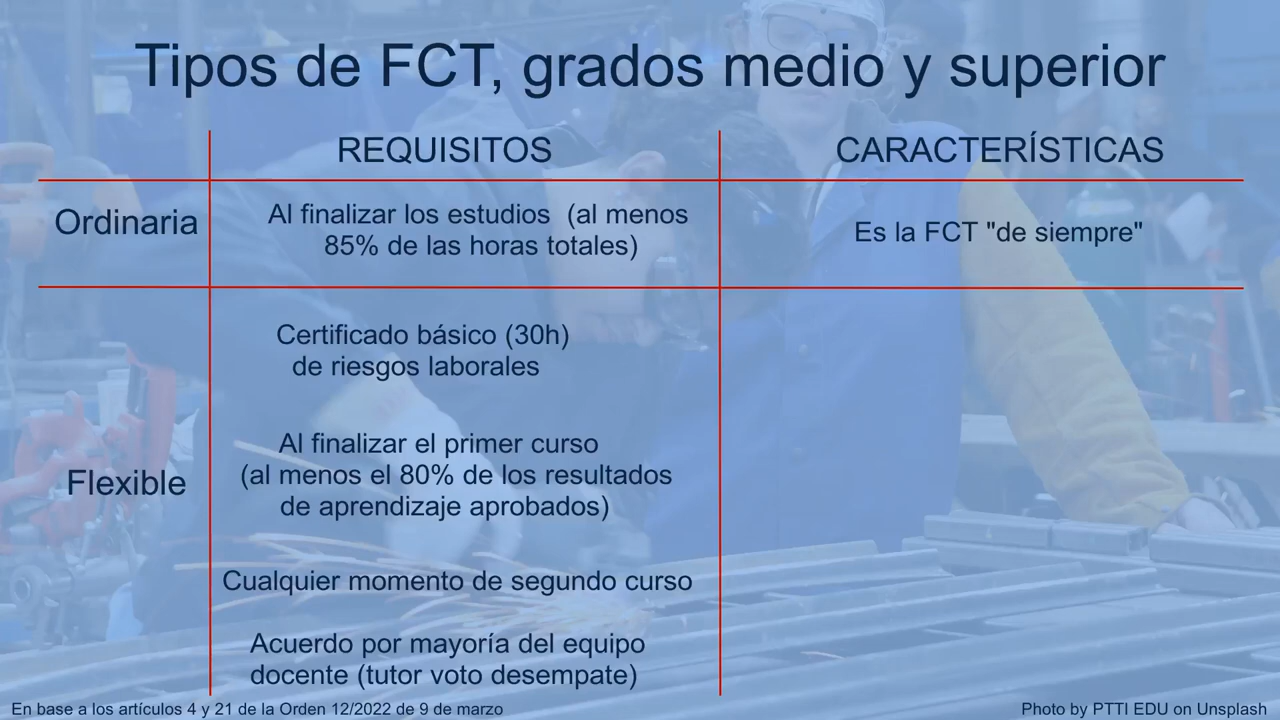 Tipos de FCT, grados medio y superior
REQUISITOS
CARACTERÍSTICAS
Ordinaria
Al finalizar los estudios  (al menos
85% de las horas totales)
Es la FCT "de siempre"
Flexible
Certificado básico (30h)
de riesgos laborales
Al finalizar el primer curso
(al menos el 80% de los resultados
de aprendizaje aprobados)
Cualquier momento de segundo curso
Acuerdo por mayoría del equipo
docente (tutor voto desempate)
En base a los artículos 4 y 21 de la Orden 12/2022 de 9 de marzo
Photo by PTTI EDU on Unsplash